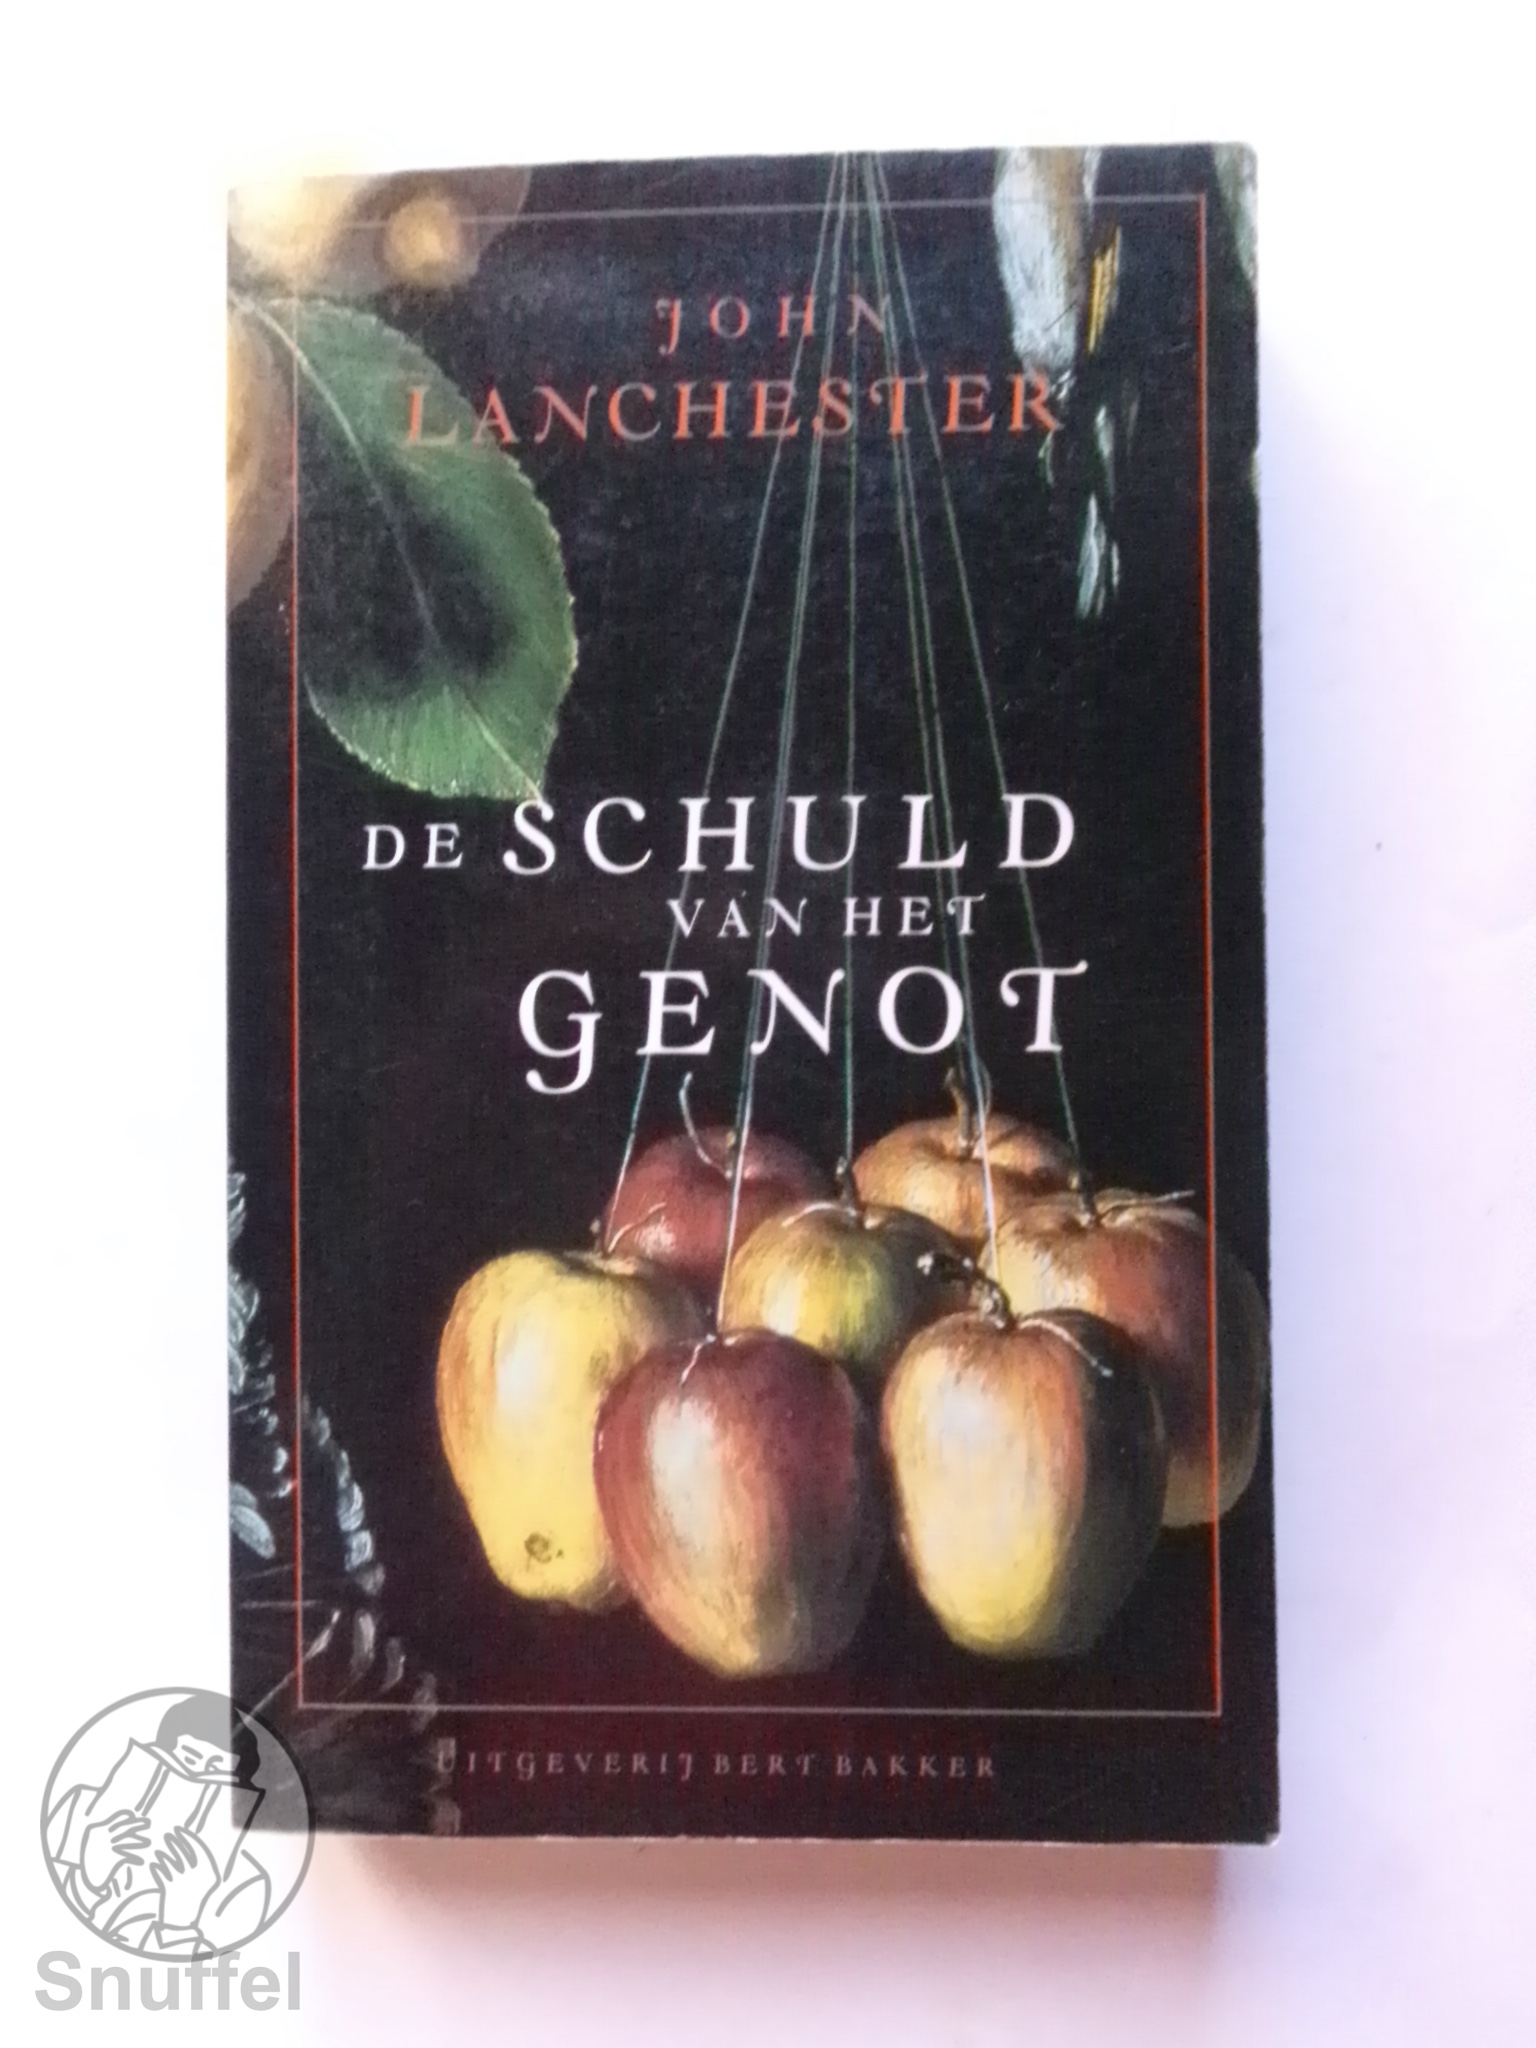 JOHN
LANCHESTER
DE SCHULD
VAN HET
GENOT
UITGEVERIJ BERT BAKKER
Snuffel